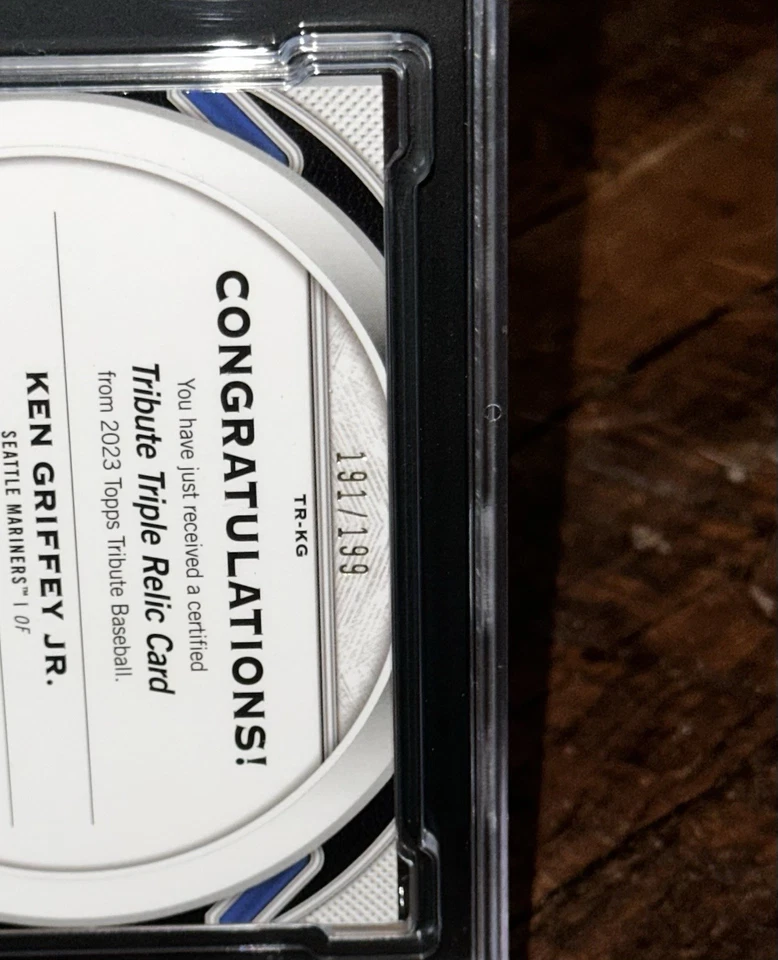 191/199
TR-KG
CONGRATULATIONS!
You have just received a certified
Tribute Triple Relic Card
from 2023 Topps Tribute Baseball.
KEN GRIFFEY JR.
SEATTLE MARINERS™ | OF